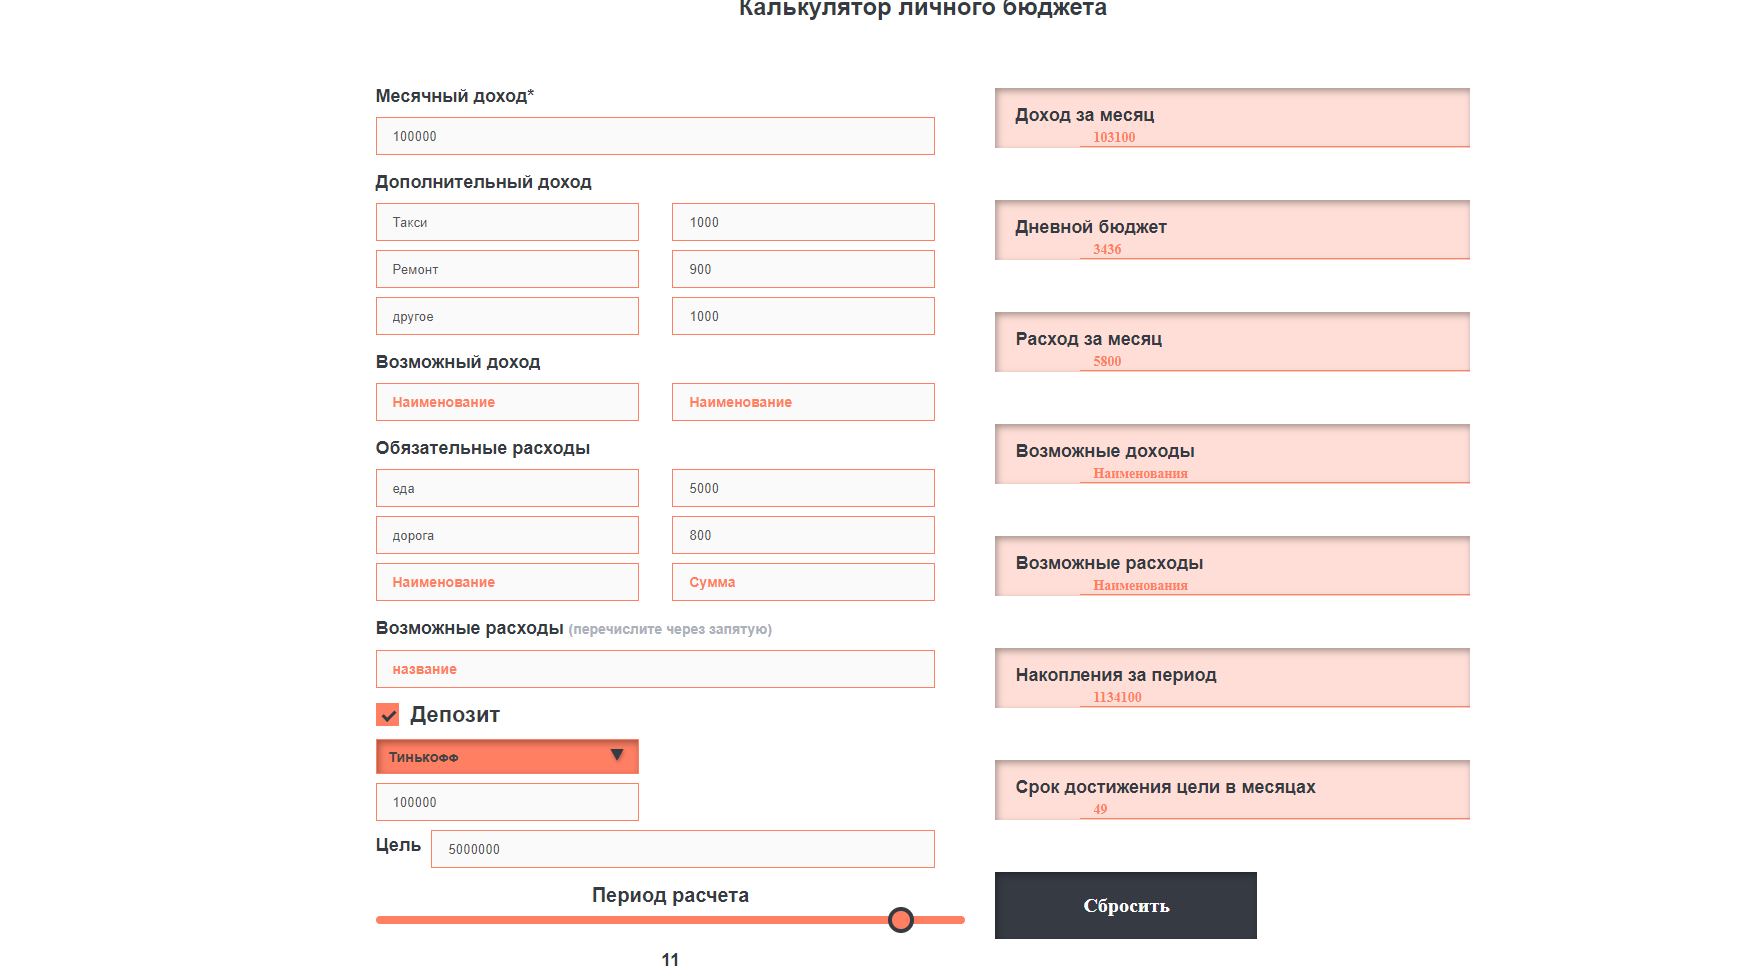 Калькулятор личного бюджета
Месячный доход*
100000
Дополнительный доход
Такси 1000
Ремонт 900
другое 1000
Возможный доход
Наименование Наименование
Обязательные расходы
еда 5000
дорога 800
Наименование Сумма
Возможные расходы (перечислите через запятую)
название
Депозит
Тинькофф
100000
Цель 5000000
Период расчета
11
Доход за месяц
103100
Дневной бюджет
3436
Расход за месяц
5800
Возможные доходы
Наименования
Возможные расходы
Наименования
Накопления за период
1134100
Срок достижения цели в месяцах
49
Сбросить